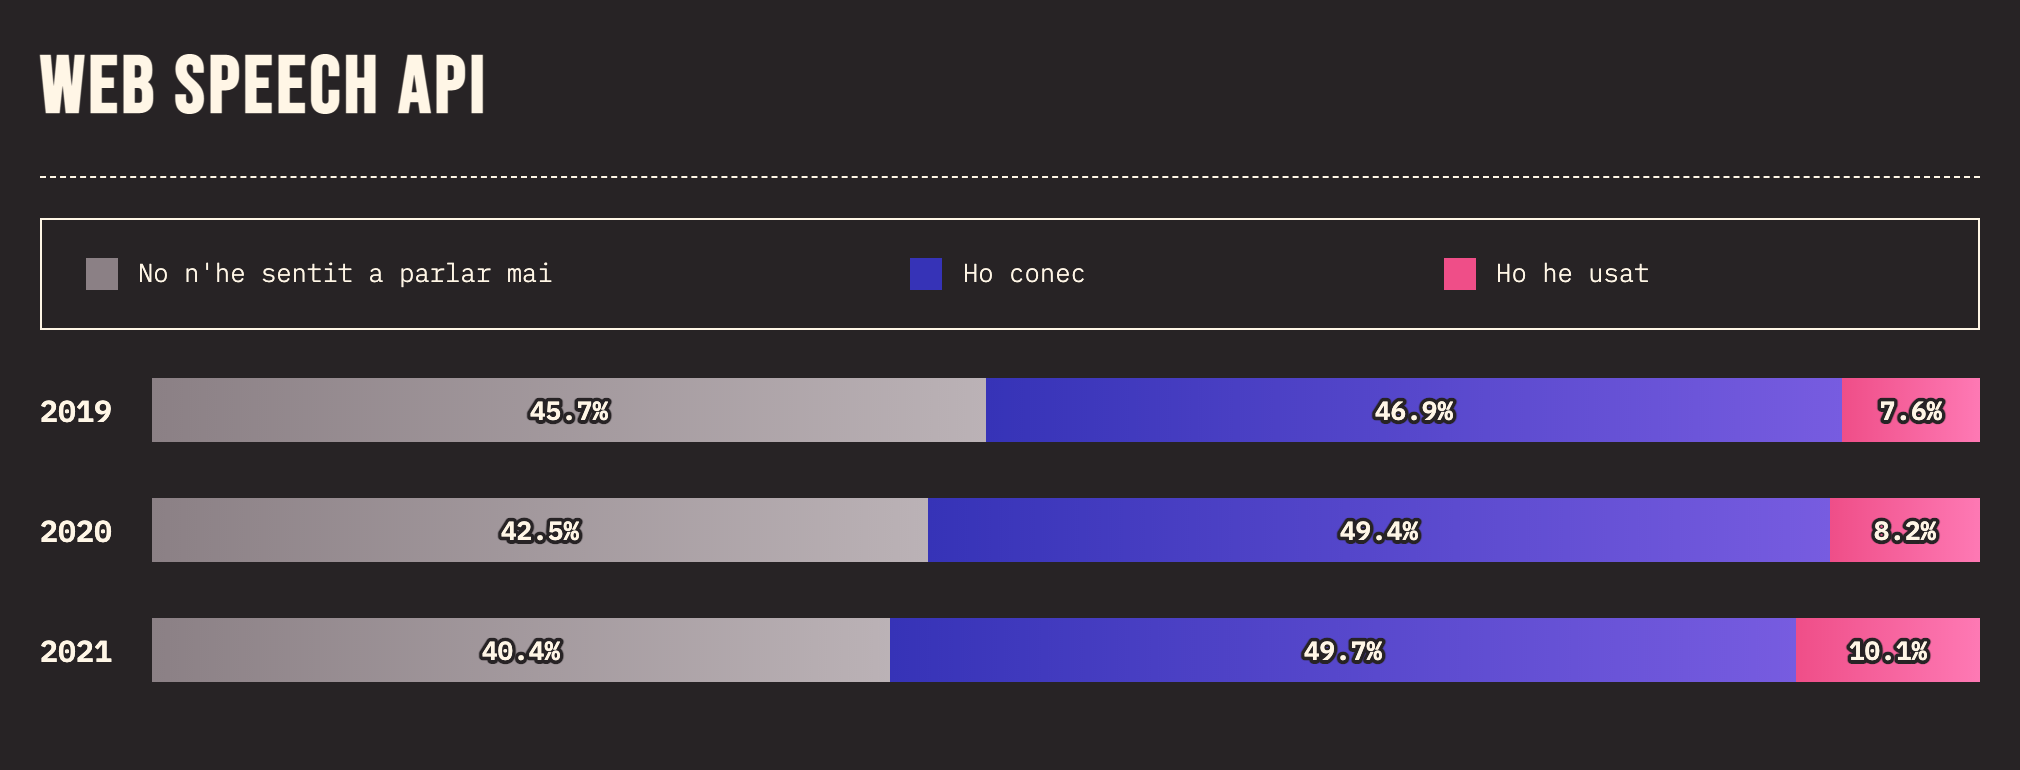 WEB SPEECH API
No n'he sentit a parlar mai Ho conec Ho he usat
2019 45.7% 46.9% 7.6%
2020 42.5% 49.4% 8.2%
2021 40.4% 49.7% 10.1%